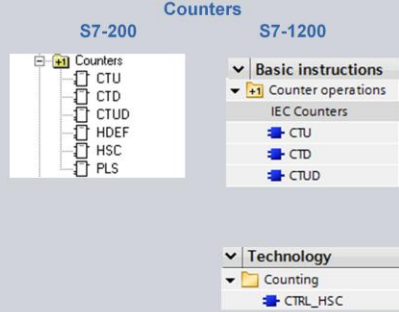 Counters
S7-200
S7-1200
Counters
CTU
CTD
CTUD
HDEF
HSC
PLS
Basic instructions
Counter operations
IEC Counters
CTU
CTD
CTUD
Technology
Counting
CTRL_HSC